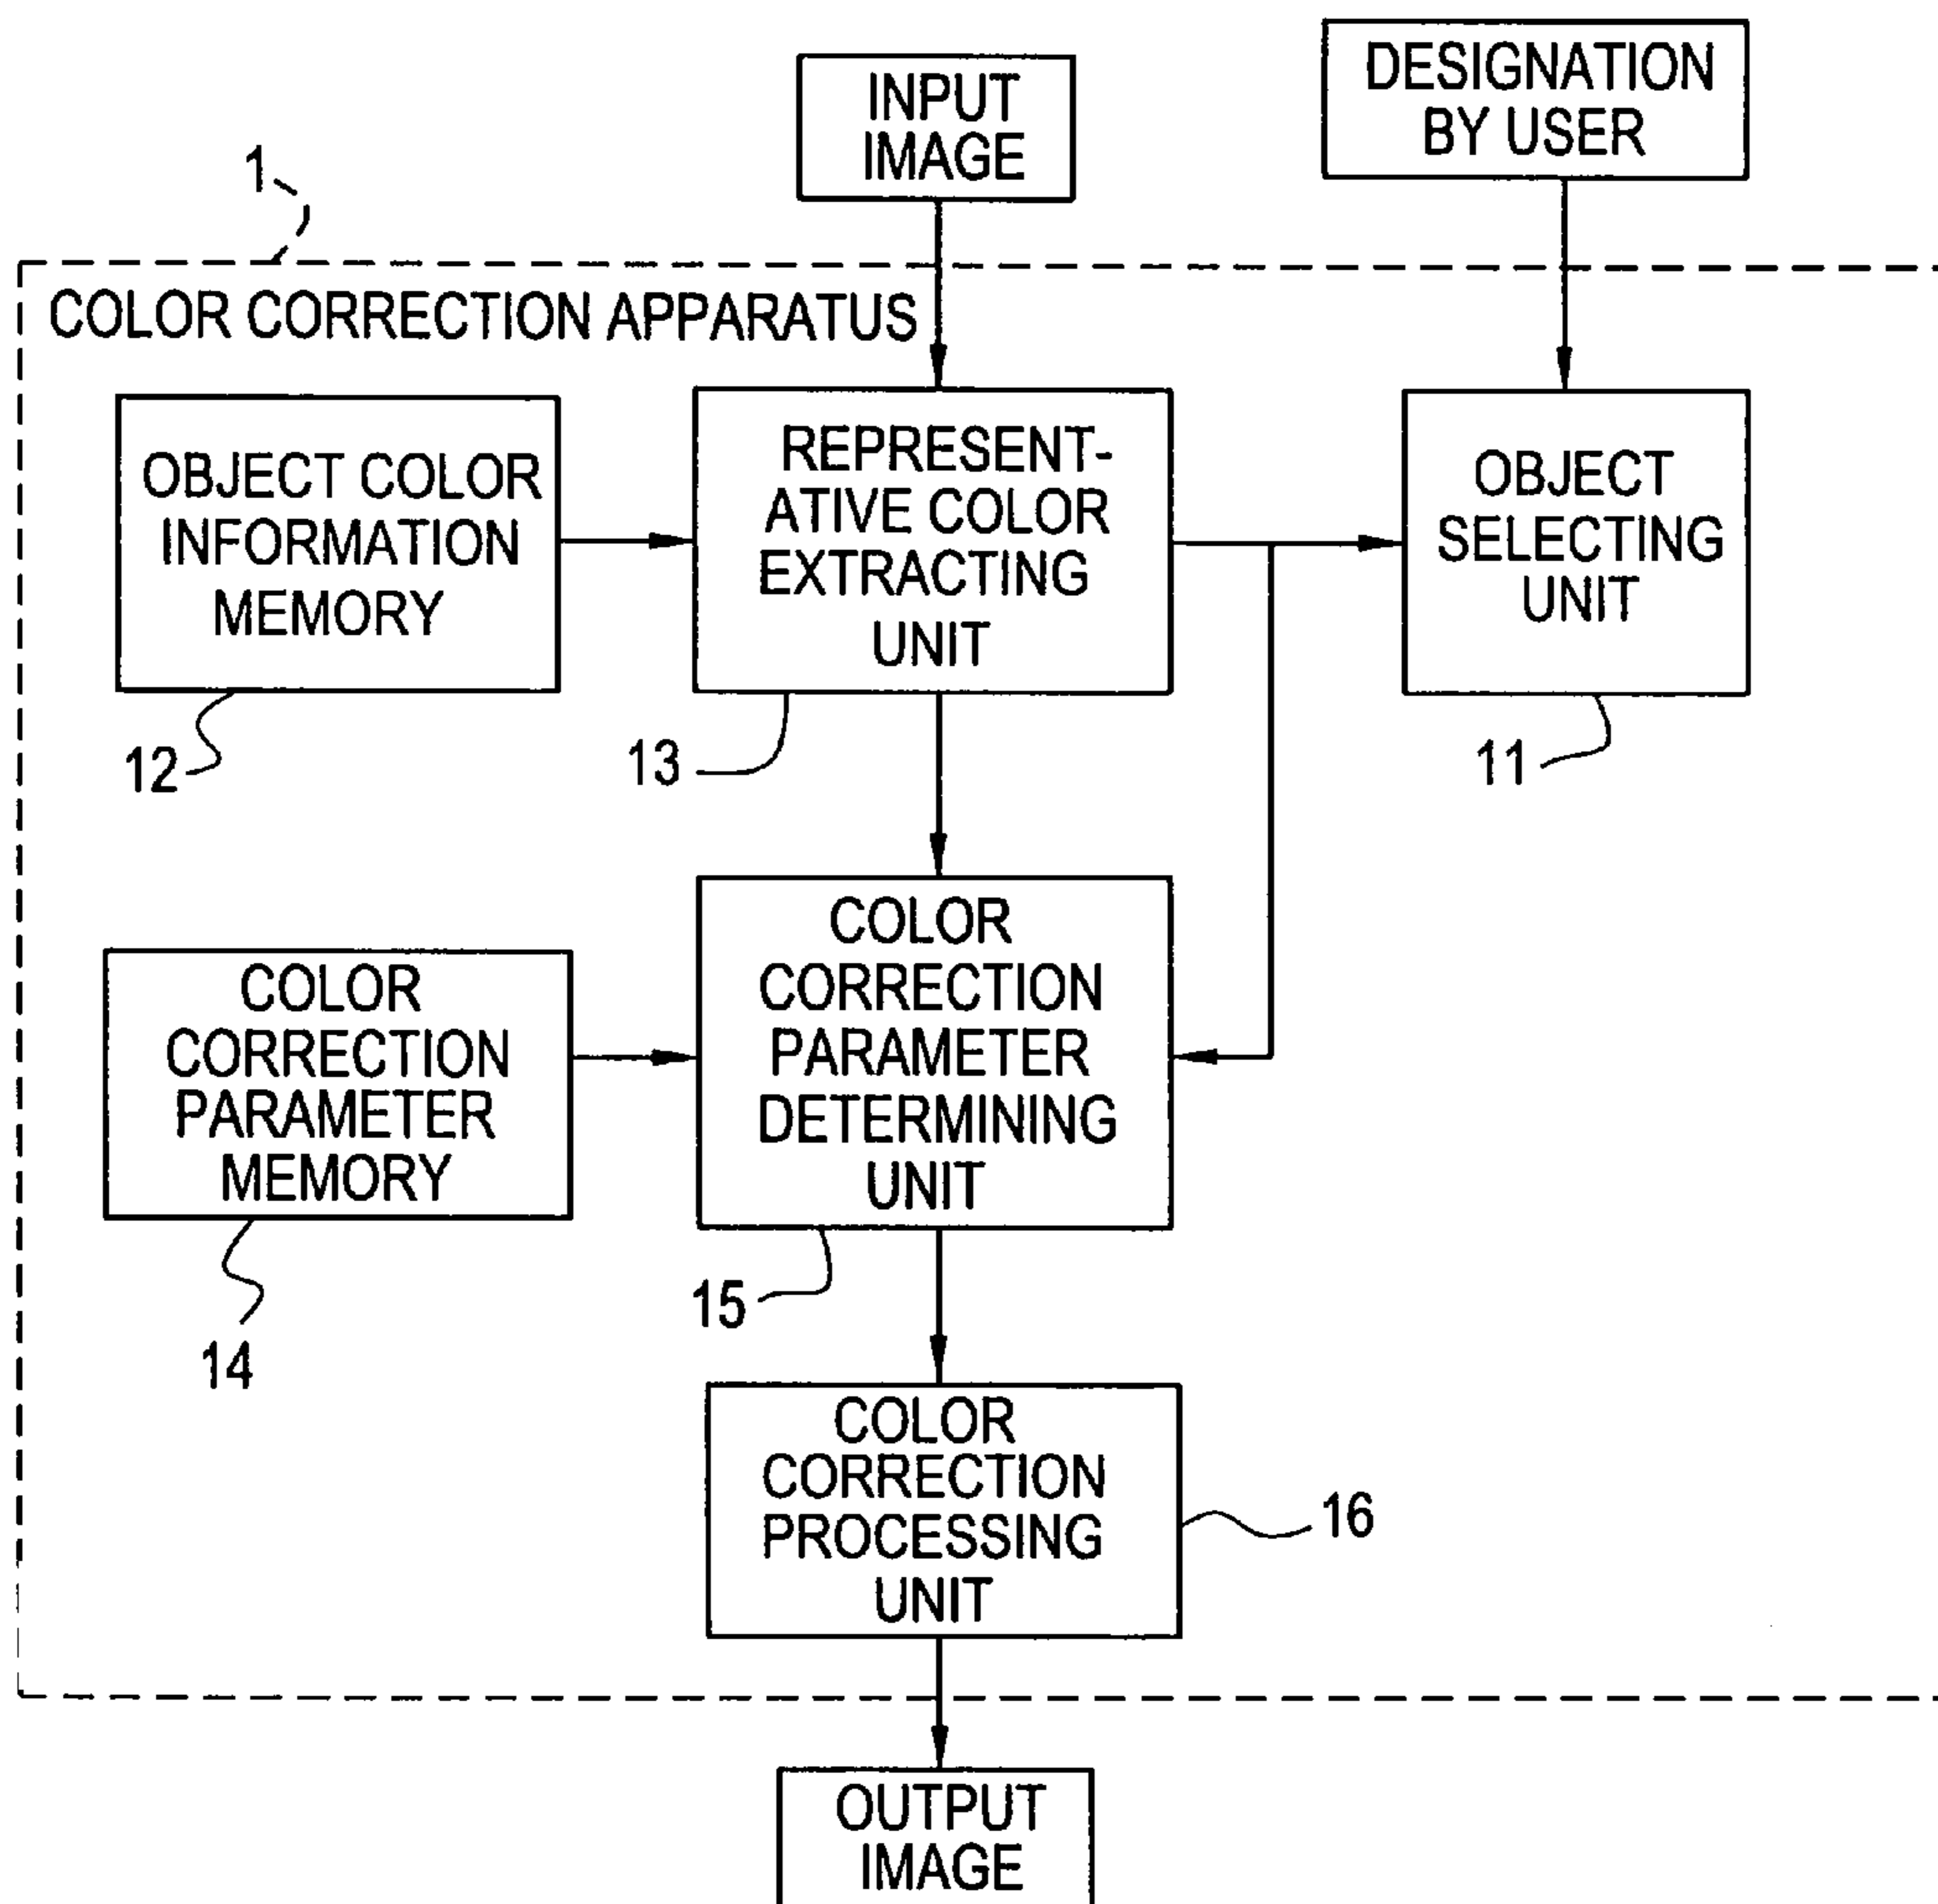 INPUT
IMAGE
DESIGNATION
BY USER
1
COLOR CORRECTION APPARATUS
OBJECT COLOR
INFORMATION
MEMORY
12
REPRESENT-
ATIVE COLOR
EXTRACTING
UNIT
13
OBJECT
SELECTING
UNIT
11
COLOR
CORRECTION
PARAMETER
MEMORY
14
COLOR
CORRECTION
PARAMETER
DETERMINING
UNIT
15
COLOR
CORRECTION
PROCESSING
UNIT
16
OUTPUT
IMAGE